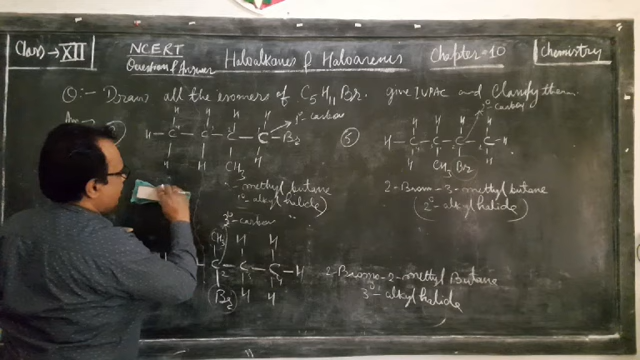 Class → XII
NCERT
Question & Answer
Haloalkanes & Haloarenes
Chapter = 10
Chemistry
Q:- Draw all the isomers of C5H11Br. give IUPAC and Classify them.
Ans
H H H H
1° carbon
H - C - C - C - C - Br
H H CH3
methyl butane
1° alkyl halide)
⑤
2° carbon
H H H H
H - C - C - C - C - H
CH3 Br
2-Bromo-3-methyl butane
(2° alkyl halide)
3° carbon
CH3 H H
C - C - C - H
Br H H
2-Bromo-2-methyl Butane
3° alkyl halide